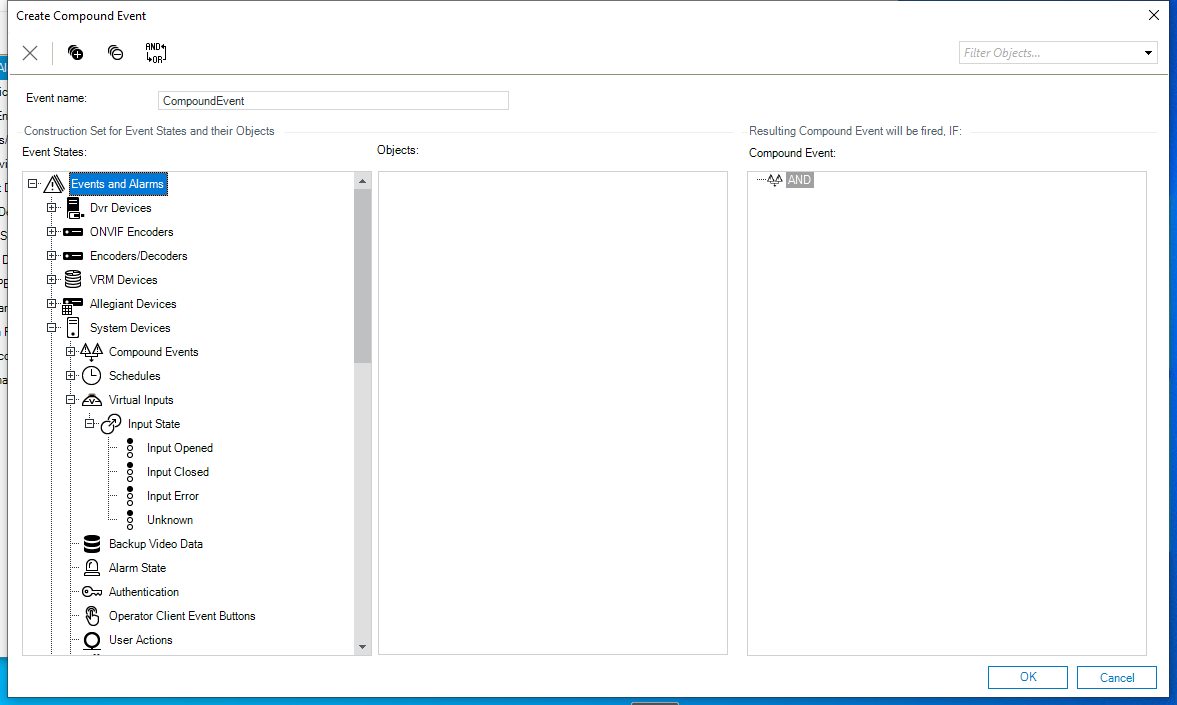 Create Compound Event
AND
OR
Filter Objects...
Event name:
CompoundEvent
Construction Set for Event States and their Objects
Resulting Compound Event will be fired, IF:
Event States:
Objects:
Compound Event:
Events and Alarms
AND
Dvr Devices
ONVIF Encoders
Encoders/Decoders
VRM Devices
Allegiant Devices
System Devices
Compound Events
Schedules
Virtual Inputs
Input State
Input Opened
Input Closed
Input Error
Unknown
Backup Video Data
Alarm State
Authentication
Operator Client Event Buttons
User Actions
OK
Cancel